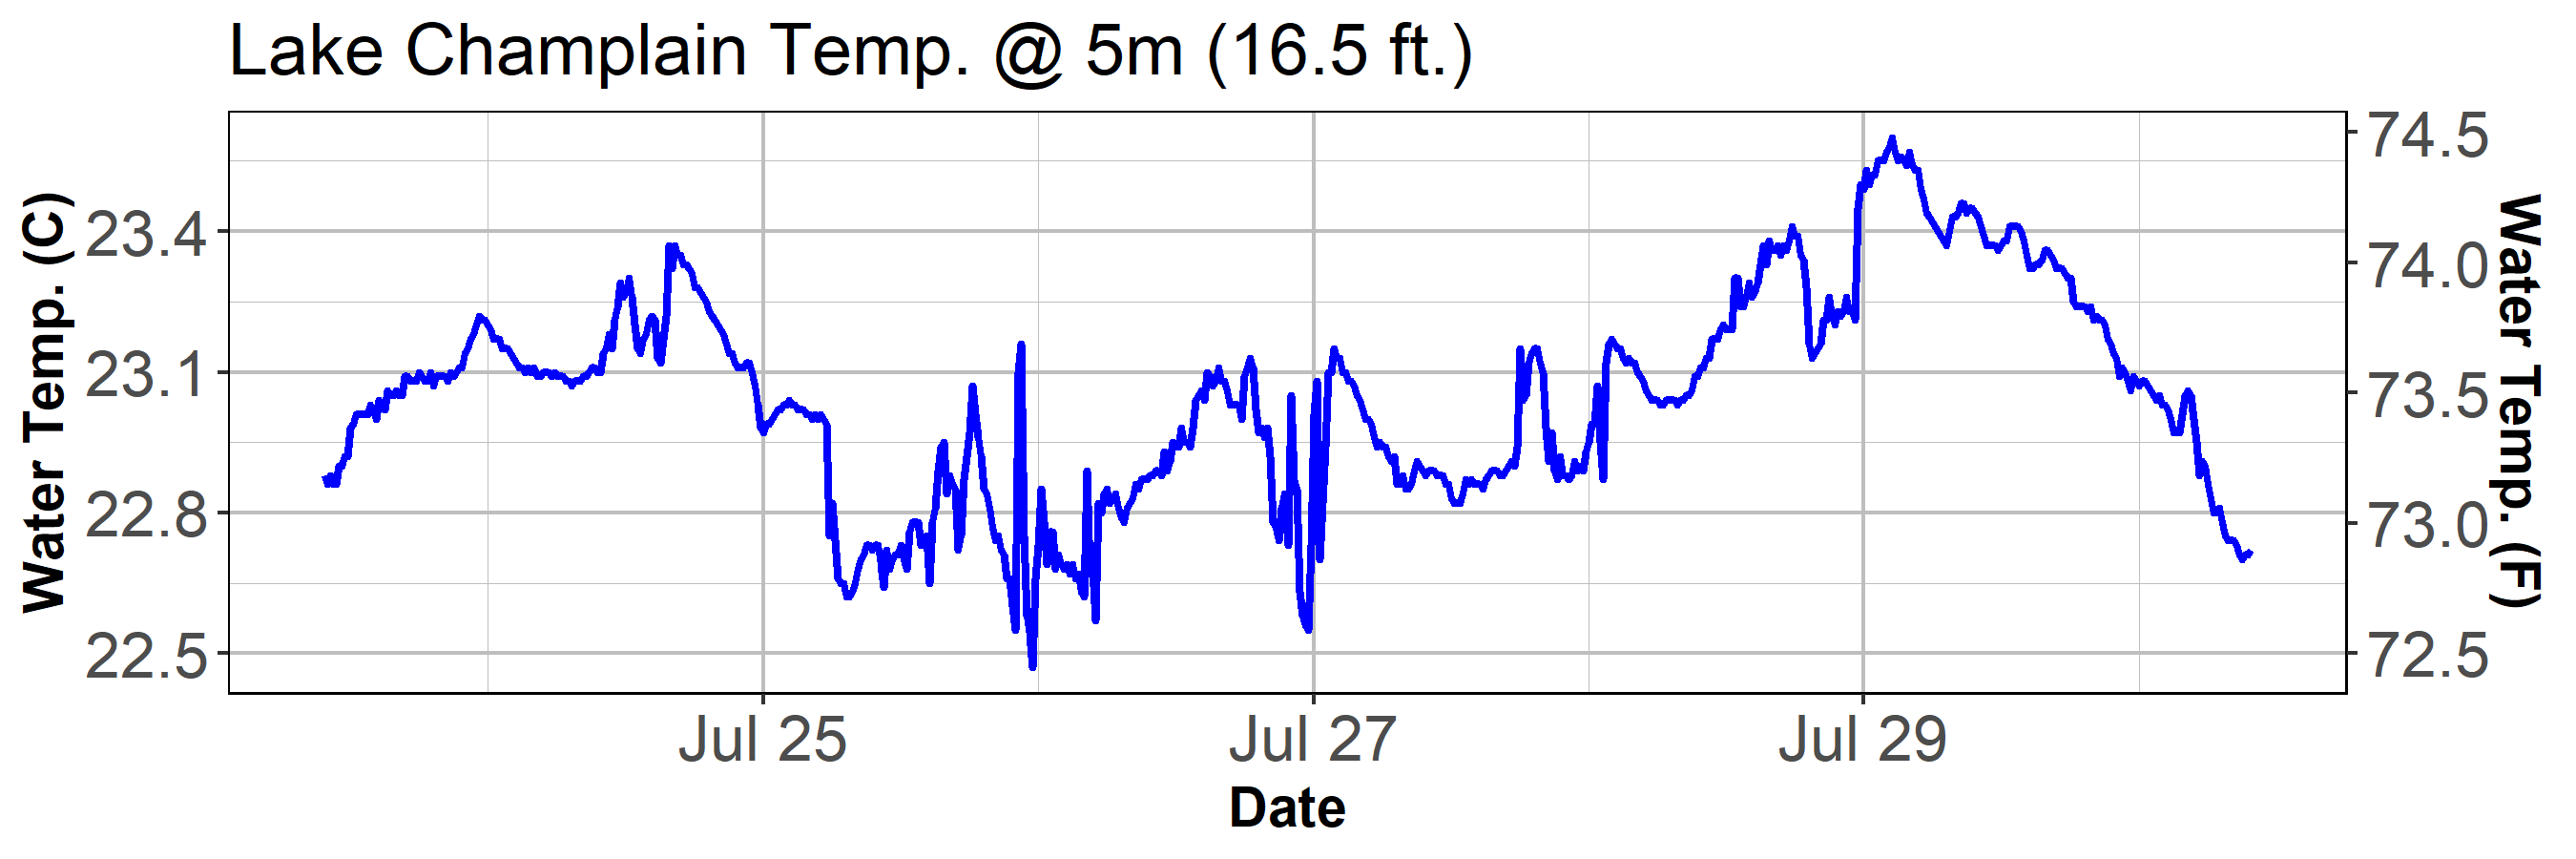 Lake Champlain Temp. @ 5m (16.5 ft.)
Water Temp. (C)
23.4
23.1
22.8
22.5
74.5
74.0
73.5
73.0
72.5
Water Temp. (F)
Jul 25 Jul 27 Jul 29
Date